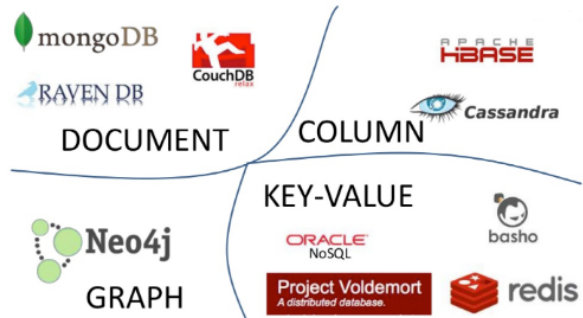 mongoDB
CouchDB
relax
RAVEN DB
DOCUMENT
APACHE
HBASE
Cassandra
COLUMN
Neo4j
GRAPH
KEY-VALUE
ORACLE
NoSQL
basho
Project Voldemort
A distributed database.
redis